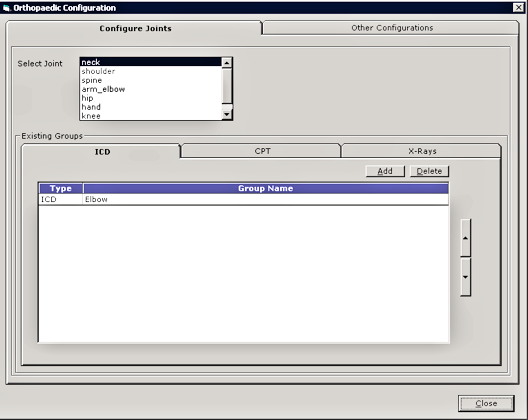 Orthopaedic Configuration
Configure Joints
Other Configurations
Select Joint
neck
shoulder
spine
arm_elbow
hip
hand
knee
Existing Groups
ICD
CPT
X-Rays
Add
Delete
Type
Group Name
ICD
Elbow
Close